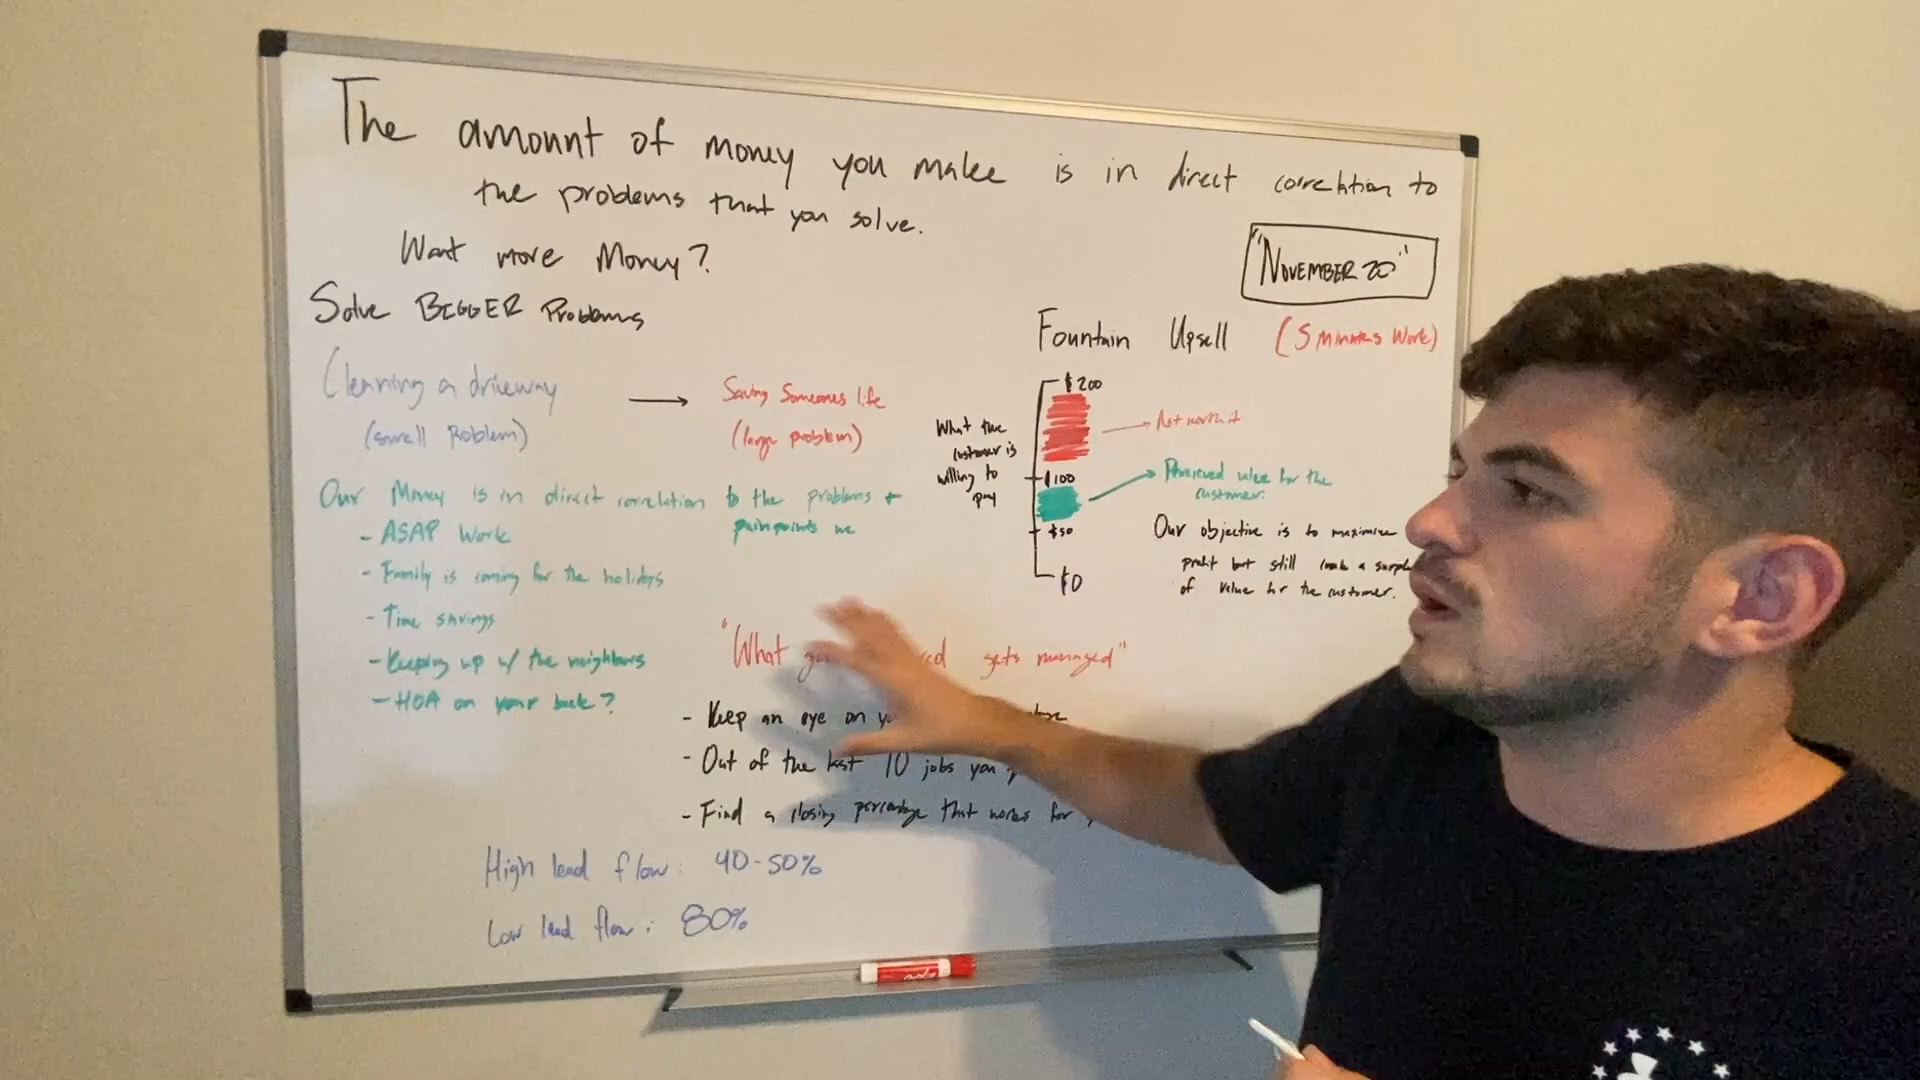 The amount of money you make is in direct correlation to
the problems that you solve.
Want more Money?
Solve BIGGER Problems
"NOVEMBER 20"
Cleaning a driveway
(small Problem)
Saving Someones life
(large problem)
Our Money is in direct correlation to the problems +
painpoints we
- ASAP Work
- Family is coming for the holidys
- Time savings
- Keeping up w/ the neighbors
- HOA on your back?
Fountain Upsell (5 minutes Work)
$200
$100
$50
$0
What the
customer is
willing to
pay
Not worth it
Percieved value for the
customer.
Our objective is to maximize
profit but still a
of value for the customer.
"What gets managed"
- Keep an eye on
- Out of the last 10 jobs you
- Find a closing percentage that works for
High lead flow: 40-50%
Low lead flow: 80%
expo